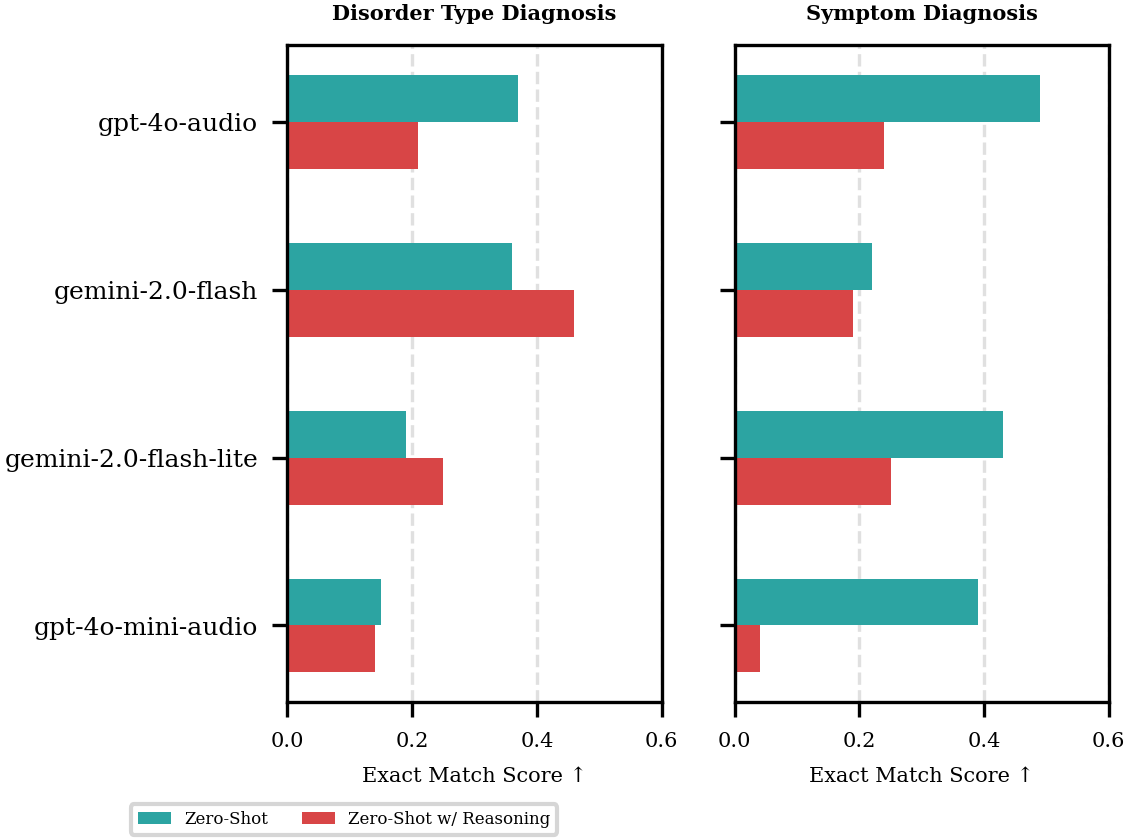 Disorder Type Diagnosis
Symptom Diagnosis
gpt-4o-audio
gemini-2.0-flash
gemini-2.0-flash-lite
gpt-4o-mini-audio
0.0 0.2 0.4 0.6
0.0 0.2 0.4 0.6
Exact Match Score ↑
Exact Match Score ↑
Zero-Shot
Zero-Shot w/ Reasoning